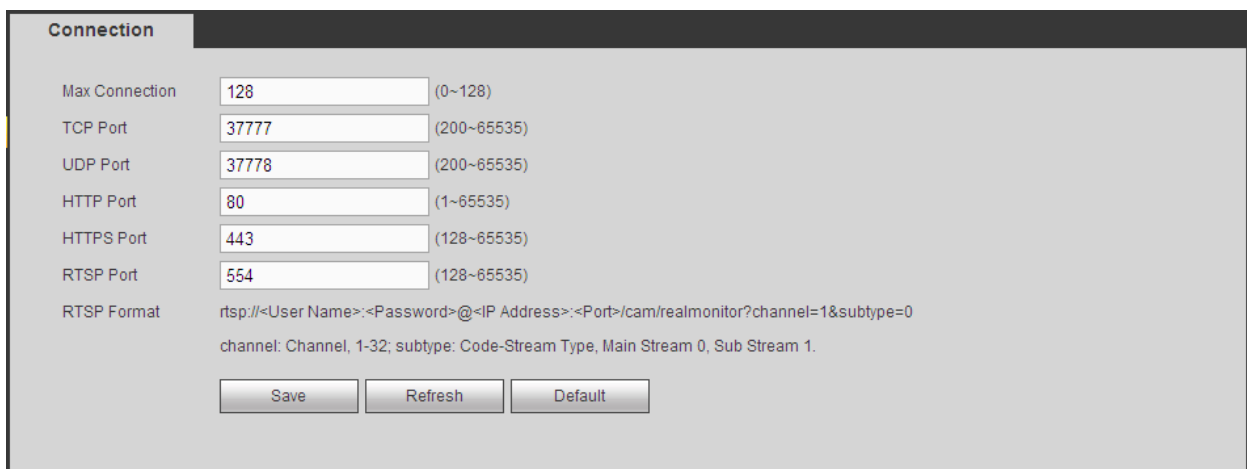 Connection
Max Connection 128 (0~128)
TCP Port 37777 (200~65535)
UDP Port 37778 (200~65535)
HTTP Port 80 (1~65535)
HTTPS Port 443 (128~65535)
RTSP Port 554 (128~65535)
RTSP Format rtsp://<User Name>:<Password>@<IP Address>:<Port>/cam/realmonitor?channel=1&subtype=0
channel: Channel, 1-32; subtype: Code-Stream Type, Main Stream 0, Sub Stream 1.
Save Refresh Default